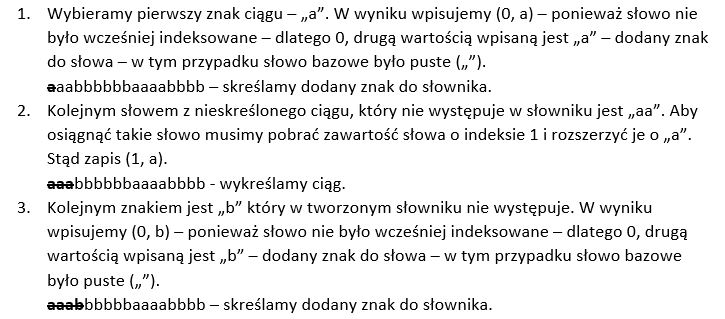 1. Wybieramy pierwszy znak ciągu – „a”. W wyniku wpisujemy (0, a) – ponieważ słowo nie
było wcześniej indeksowane – dlatego 0, drugą wartością wpisaną jest „a” – dodany znak
do słowa – w tym przypadku słowo bazowe było puste („”).
aaabbbbbbaaaabbbb – skreślamy dodany znak do słownika.
2. Kolejnym słowem z nieskreślonego ciągu, który nie występuje w słowniku jest „aa”. Aby
osiągnąć takie słowo musimy pobrać zawartość słowa o indeksie 1 i rozszerzyć je o „a”.
Stąd zapis (1, a).
aaabbbbbbaaaabbbb - wykreślamy ciąg.
3. Kolejnym znakiem jest „b” który w tworzonym słowniku nie występuje. W wyniku
wpisujemy (0, b) – ponieważ słowo nie było wcześniej indeksowane – dlatego 0, drugą
wartością wpisaną jest „b” – dodany znak do słowa – w tym przypadku słowo bazowe
było puste („”).
aaabbbbbbaaaabbbb – skreślamy dodany znak do słownika.